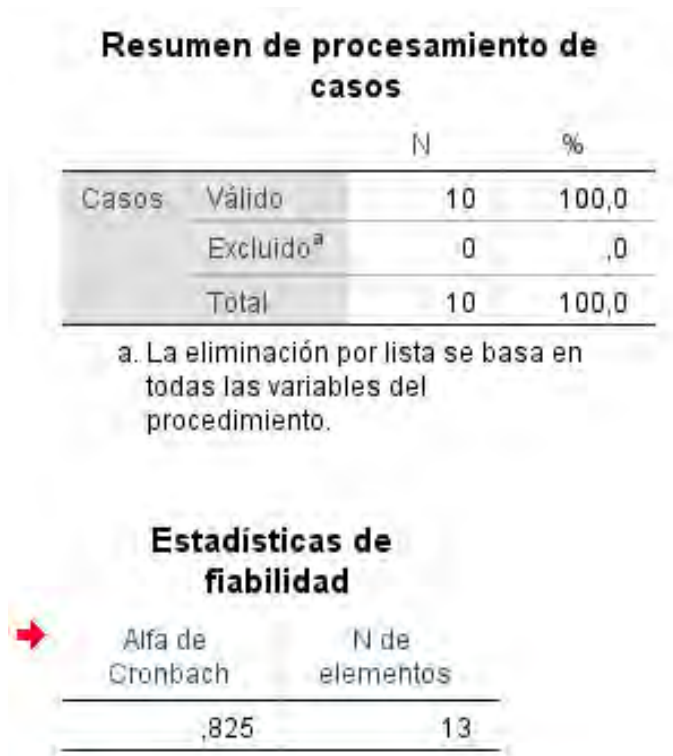 Resumen de procesamiento de
casos
N %
Casos Válido 10 100,0
Excluido^a 0 ,0
Total 10 100,0
a. La eliminación por lista se basa en
todas las variables del
procedimiento.
Estadísticas de
fiabilidad
Alfa de N de
Cronbach elementos
,825 13